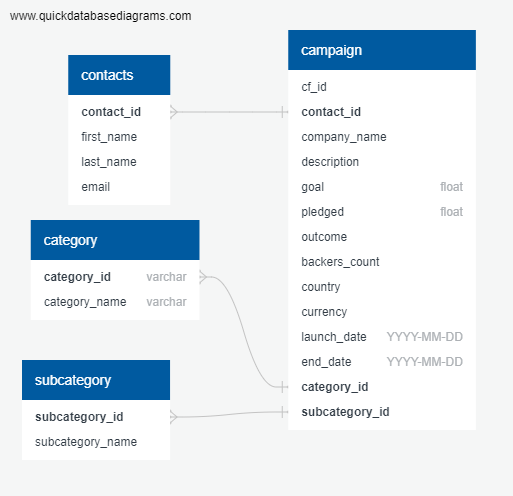 www.quickdatabasediagrams.com
contacts
contact_id
first_name
last_name
email
category
category_id varchar
category_name varchar
subcategory
subcategory_id
subcategory_name
campaign
cf_id
contact_id
company_name
description
goal float
pledged float
outcome
backers_count
country
currency
launch_date YYYY-MM-DD
end_date YYYY-MM-DD
category_id
subcategory_id